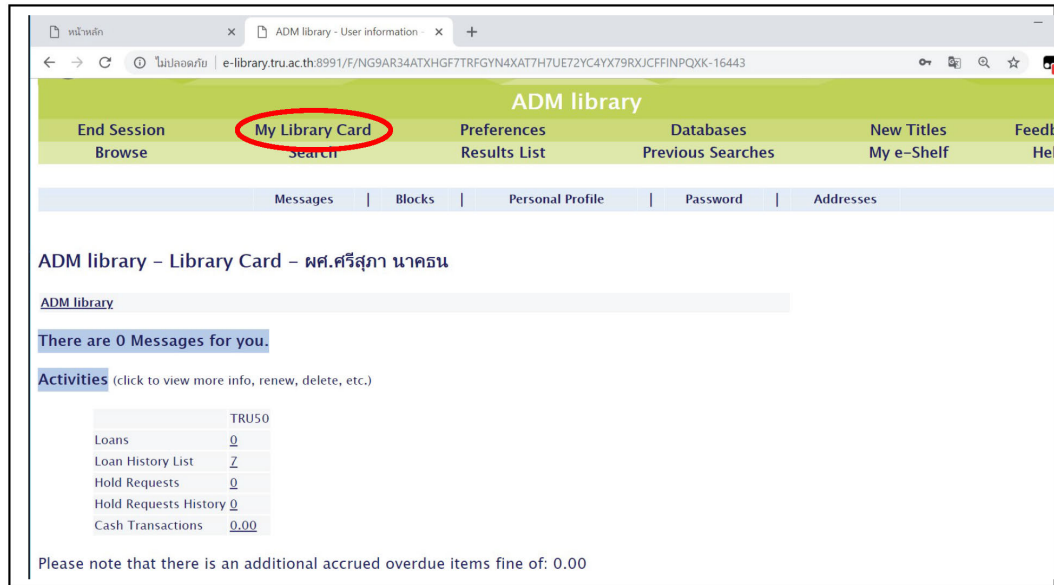 หน้าหลัก ADM library - User information -
ไม่ปลอดภัย | e-library.tru.ac.th:8991/F/NG9AR34ATXHGF7TRFGYN4XAT7H7UE72YC4YX79RXJCFFINPQXK-16443
ADM library
End Session My Library Card Preferences Databases New Titles Feedb
Browse Search Results List Previous Searches My e-Shelf Hel
Messages | Blocks | Personal Profile | Password | Addresses
ADM library – Library Card – ผศ.ศรีสุภา นาคธน
ADM library
There are 0 Messages for you.
Activities (click to view more info, renew, delete, etc.)
TRU50
Loans 0
Loan History List 7
Hold Requests 0
Hold Requests History 0
Cash Transactions 0.00
Please note that there is an additional accrued overdue items fine of: 0.00